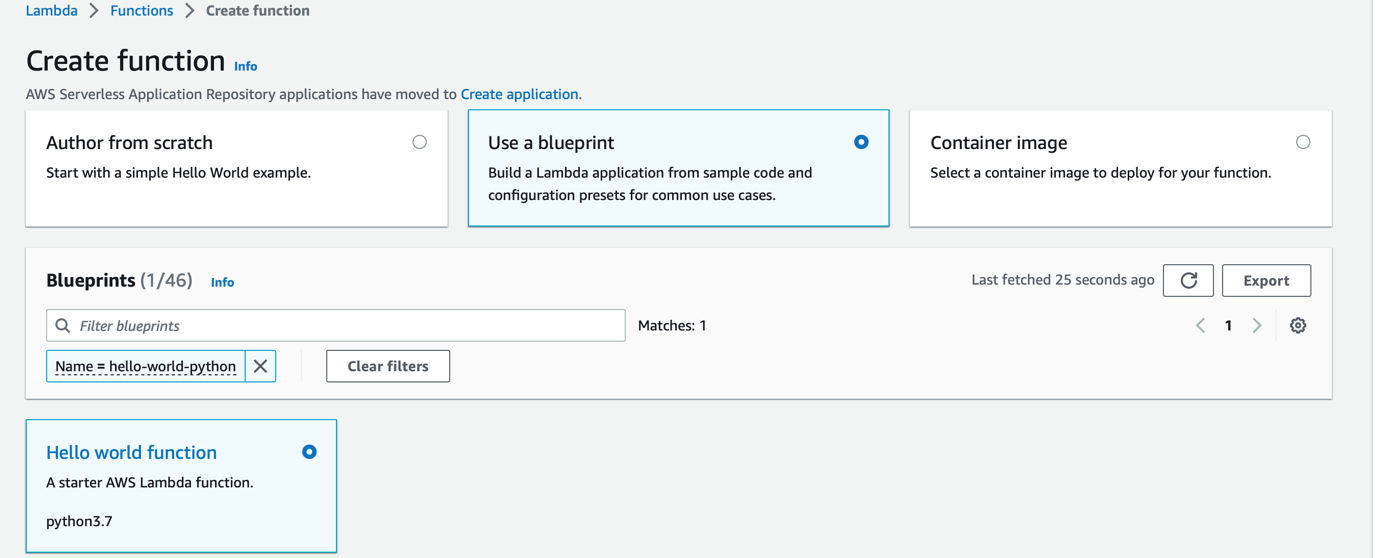 Lambda > Functions > Create function
Create function Info
AWS Serverless Application Repository applications have moved to Create application.
Author from scratch
Start with a simple Hello World example.
Use a blueprint
Build a Lambda application from sample code and
configuration presets for common use cases.
Container image
Select a container image to deploy for your function.
Blueprints (1/46) Info
Last fetched 25 seconds ago
Export
Filter blueprints
Matches: 1
1
Name = hello-world-python
Clear filters
Hello world function
A starter AWS Lambda function.
python3.7